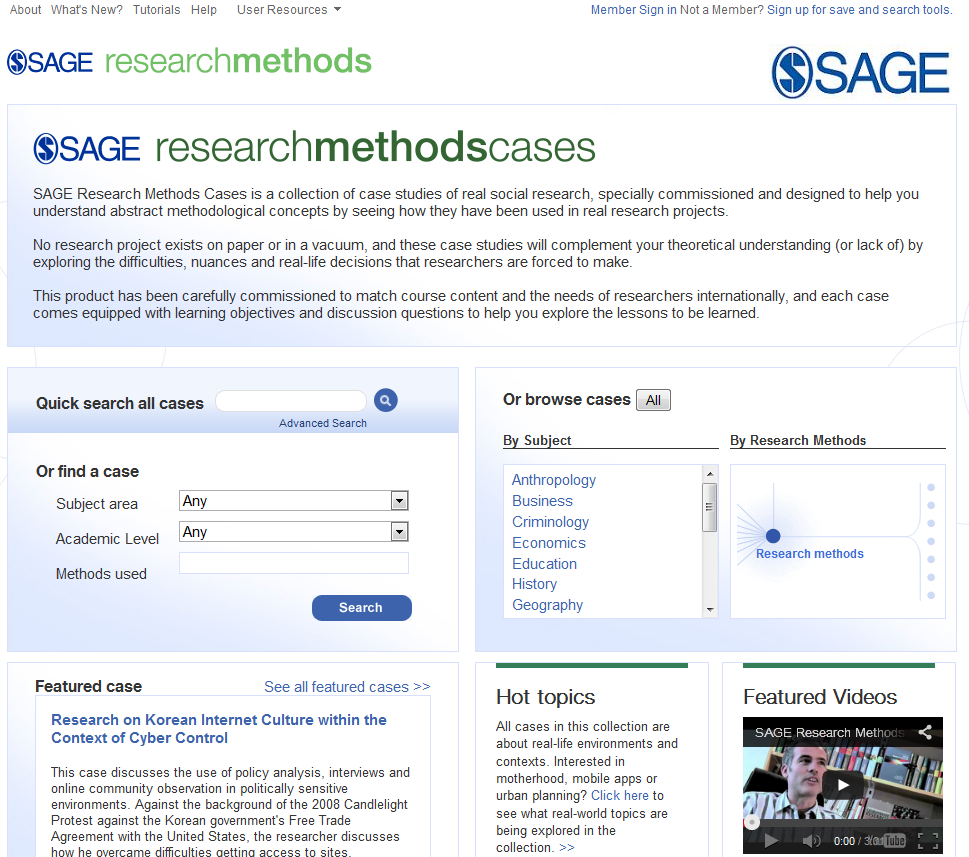 About What's New? Tutorials Help User Resources
Member Sign in Not a Member? Sign up for save and search tools.
SAGE researchmethods
SAGE
SAGE researchmethodscases
SAGE Research Methods Cases is a collection of case studies of real social research, specially commissioned and designed to help you
understand abstract methodological concepts by seeing how they have been used in real research projects.
No research project exists on paper or in a vacuum, and these case studies will complement your theoretical understanding (or lack of) by
exploring the difficulties, nuances and real-life decisions that researchers are forced to make.
This product has been carefully commissioned to match course content and the needs of researchers internationally, and each case
comes equipped with learning objectives and discussion questions to help you explore the lessons to be learned.
Quick search all cases
Advanced Search
Or find a case
Subject area Any
Academic Level Any
Methods used
Search
Or browse cases All
By Subject
Anthropology
Business
Criminology
Economics
Education
History
Geography
By Research Methods
Research methods
Featured case
See all featured cases >>
Research on Korean Internet Culture within the
Context of Cyber Control
This case discusses the use of policy analysis, interviews and
online community observation in politically sensitive
environments. Against the background of the 2008 Candlelight
Protest against the Korean government's Free Trade
Agreement with the United States, the researcher discusses
how he overcame difficulties getting access to sites.
Hot topics
All cases in this collection are
about real-life environments and
contexts. Interested in
motherhood, mobile apps or
urban planning? Click here to
see what real-world topics are
being explored in the
collection. >>
Featured Videos
SAGE Research Methods
0:00 / 3:
YouTube